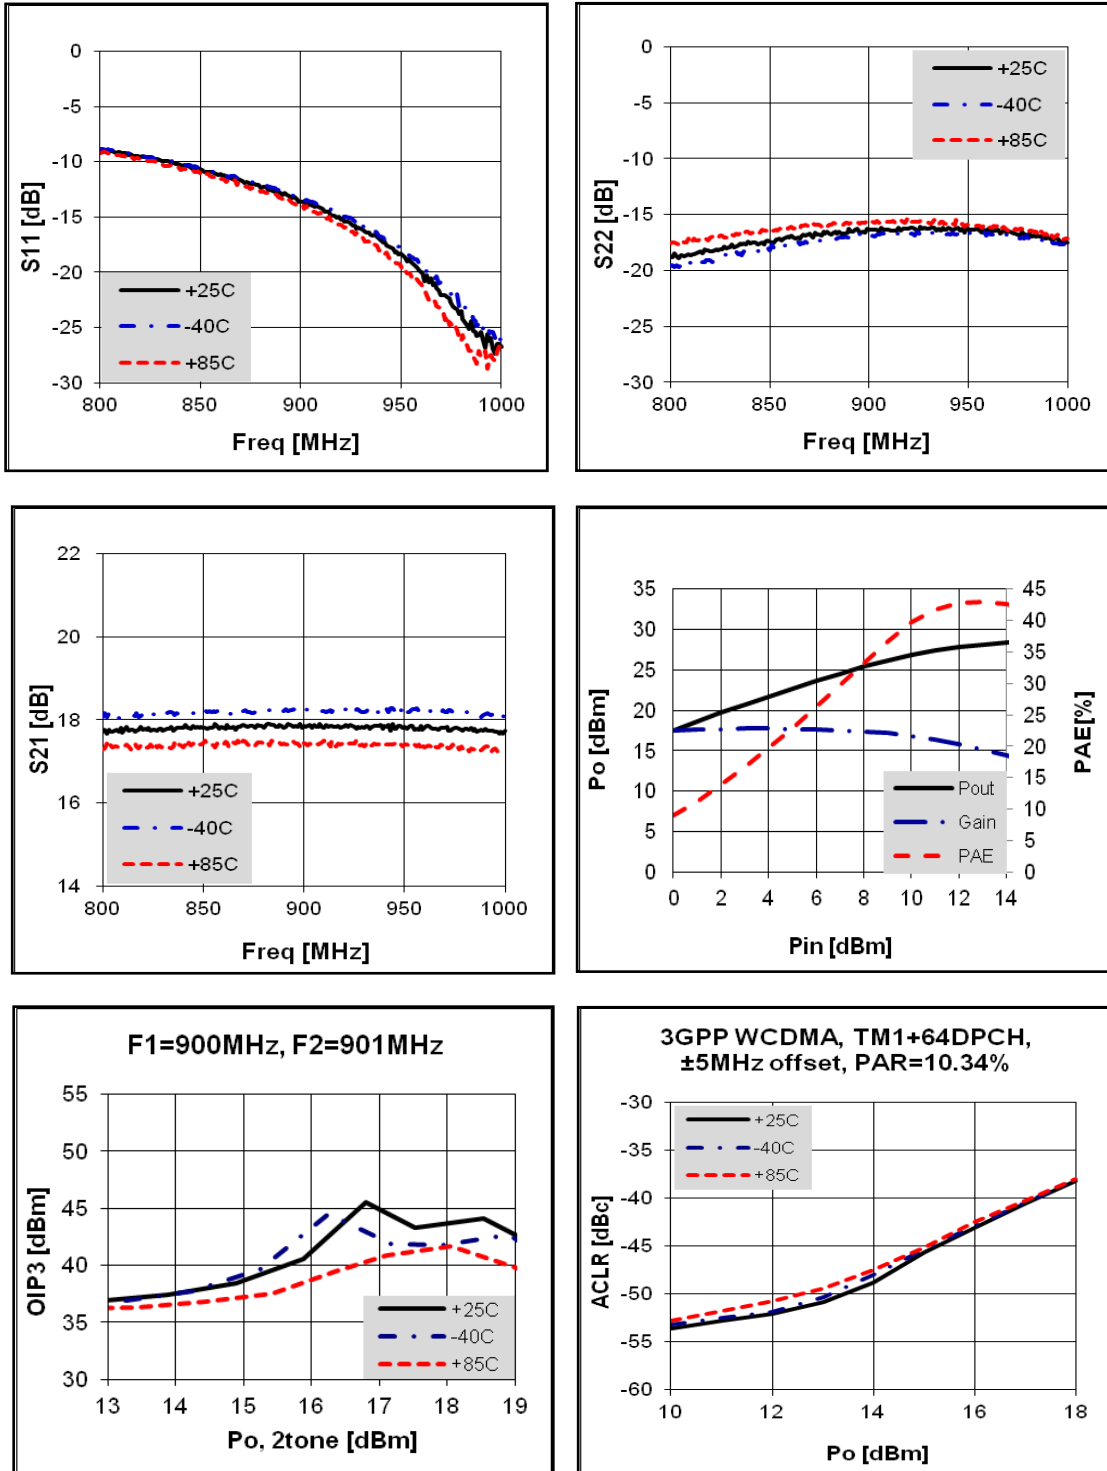 0
-5
-10
-15
-20
-25
-30
S11 [dB]
+25C
-40C
+85C
800 850 900 950 1000
Freq [MHz]
0
-5
-10
-15
-20
-25
-30
S22 [dB]
+25C
-40C
+85C
800 850 900 950 1000
Freq [MHz]
22
20
18
16
14
S21 [dB]
+25C
-40C
+85C
800 850 900 950 1000
Freq [MHz]
35
30
25
20
15
10
5
0
Po [dBm]
45
40
35
30
25
20
15
10
5
0
PAE[%]
Pout
Gain
PAE
0 2 4 6 8 10 12 14
Pin [dBm]
F1=900MHz, F2=901MHz
55
50
45
40
35
30
OIP3 [dBm]
+25C
-40C
+85C
13 14 15 16 17 18 19
Po, 2tone [dBm]
3GPP WCDMA, TM1+64DPCH,
±5MHz offset, PAR=10.34%
-30
-35
-40
-45
-50
-55
-60
ACLR [dBc]
+25C
-40C
+85C
10 12 14 16 18
Po [dBm]